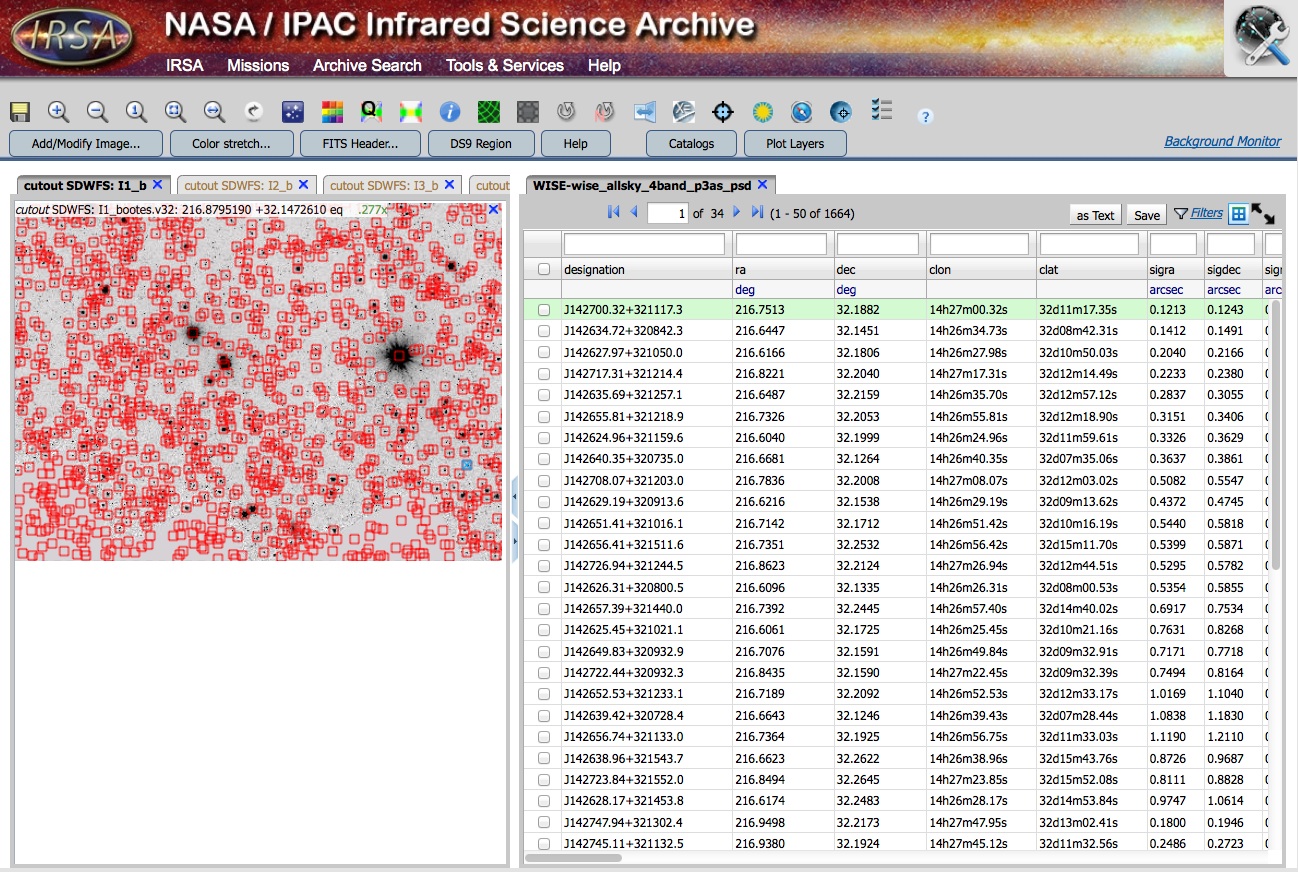 IRSA NASA / IPAC Infrared Science Archive
IRSA Missions Archive Search Tools & Services Help
Add/Modify Image... Color stretch... FITS Header... DS9 Region Help Catalogs Plot Layers Background Monitor
cutout SDWFS: I1_b cutout SDWFS: I2_b cutout SDWFS: I3_b cutout WISE-wise_allsky_4band_p3as_psd
cutout SDWFS: I1_bootes.v32: 216.8795190 +32.1472610 eq .277x
1 of 34 (1 - 50 of 1664) as Text Save Filters
designation ra dec clon clat sigra sigdec sigr
deg deg arcsec arcsec arc
J142700.32+321117.3 216.7513 32.1882 14h27m00.32s 32d11m17.35s 0.1213 0.1243
J142634.72+320842.3 216.6447 32.1451 14h26m34.73s 32d08m42.31s 0.1412 0.1491
J142627.97+321050.0 216.6166 32.1806 14h26m27.98s 32d10m50.03s 0.2040 0.2166
J142717.31+321214.4 216.8221 32.2040 14h27m17.31s 32d12m14.49s 0.2233 0.2380
J142635.69+321257.1 216.6487 32.2159 14h26m35.70s 32d12m57.12s 0.2837 0.3055
J142655.81+321218.9 216.7326 32.2053 14h26m55.81s 32d12m18.90s 0.3151 0.3406
J142624.96+321159.6 216.6040 32.1999 14h26m24.96s 32d11m59.61s 0.3326 0.3629
J142640.35+320735.0 216.6681 32.1264 14h26m40.35s 32d07m35.06s 0.3637 0.3861
J142708.07+321203.0 216.7836 32.2008 14h27m08.07s 32d12m03.02s 0.5082 0.5547
J142629.19+320913.6 216.6216 32.1538 14h26m29.19s 32d09m13.62s 0.4372 0.4745
J142651.41+321016.1 216.7142 32.1712 14h26m51.42s 32d10m16.19s 0.5440 0.5818
J142656.41+321511.6 216.7351 32.2532 14h26m56.42s 32d15m11.70s 0.5399 0.5871
J142726.94+321244.5 216.8623 32.2124 14h27m26.94s 32d12m44.51s 0.5295 0.5782
J142626.31+320800.5 216.6096 32.1335 14h26m26.31s 32d08m00.53s 0.5354 0.5855
J142657.39+321440.0 216.7392 32.2445 14h26m57.40s 32d14m40.02s 0.6917 0.7534
J142625.45+321021.1 216.6061 32.1725 14h26m25.45s 32d10m21.16s 0.7631 0.8268
J142649.83+320932.9 216.7076 32.1591 14h26m49.84s 32d09m32.91s 0.7171 0.7718
J142722.44+320932.3 216.8435 32.1590 14h27m22.45s 32d09m32.39s 0.7494 0.8164
J142652.53+321233.1 216.7189 32.2092 14h26m52.53s 32d12m33.17s 1.0169 1.1040
J142639.42+320728.4 216.6643 32.1246 14h26m39.43s 32d07m28.44s 1.0838 1.1830
J142656.74+321133.0 216.7364 32.1925 14h26m56.75s 32d11m33.03s 1.1190 1.2110
J142638.96+321543.7 216.6623 32.2622 14h26m38.96s 32d15m43.76s 0.8726 0.9687
J142723.84+321552.0 216.8494 32.2645 14h27m23.85s 32d15m52.08s 0.8111 0.8828
J142628.17+321453.8 216.6174 32.2483 14h26m28.17s 32d14m53.84s 0.9747 1.0614
J142747.94+321302.4 216.9498 32.2173 14h27m47.95s 32d13m02.41s 0.1800 0.1946
J142745.11+321132.5 216.9380 32.1924 14h27m45.12s 32d11m32.56s 0.2486 0.2723